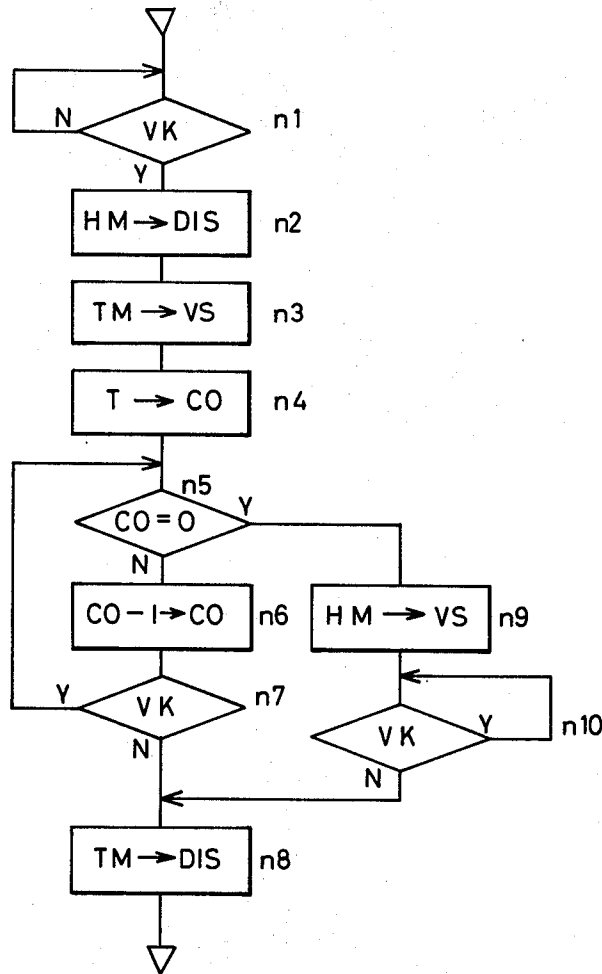 N VK n1
Y
HM→DIS n2
TM→VS n3
T→CO n4
n5
CO=0 Y
N
CO-1→CO n6
HM→VS n9
Y VK n7
N
VK Y n10
N
TM→DIS n8